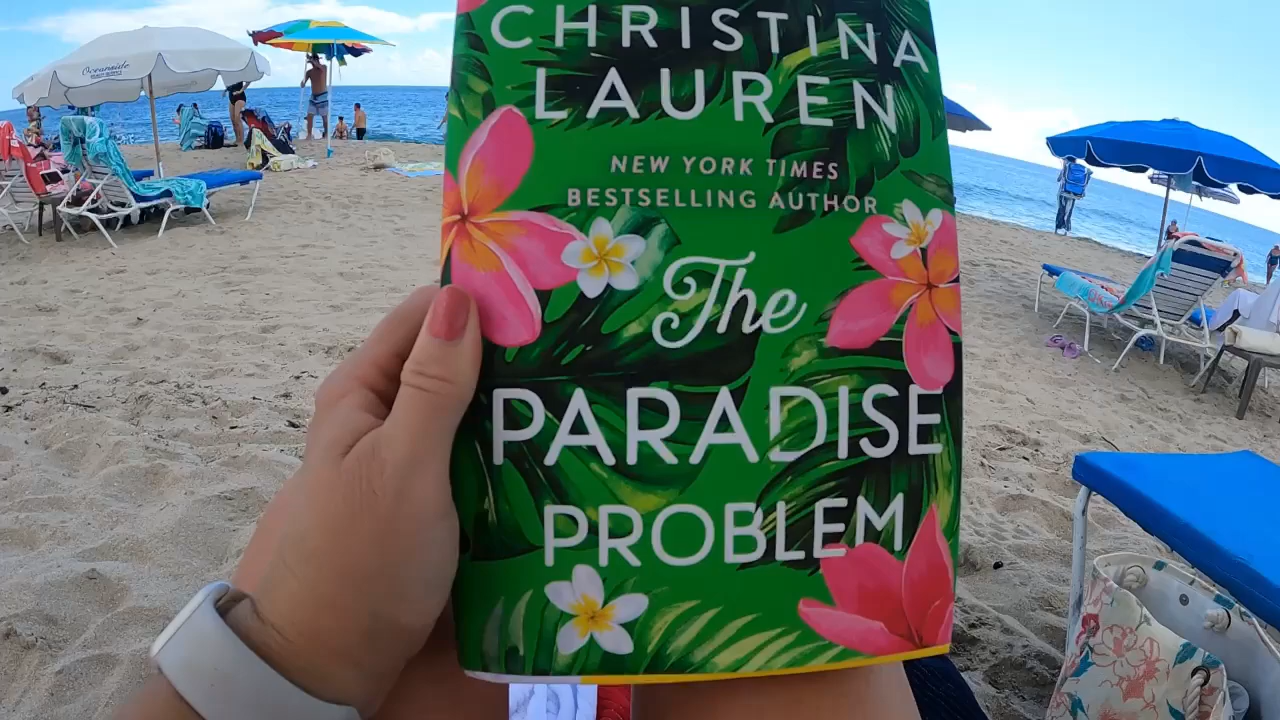 CHRISTINA
LAUREN
NEW YORK TIMES
BESTSELLING AUTHOR
The
PARADISE
PROBLEM
Oceanside